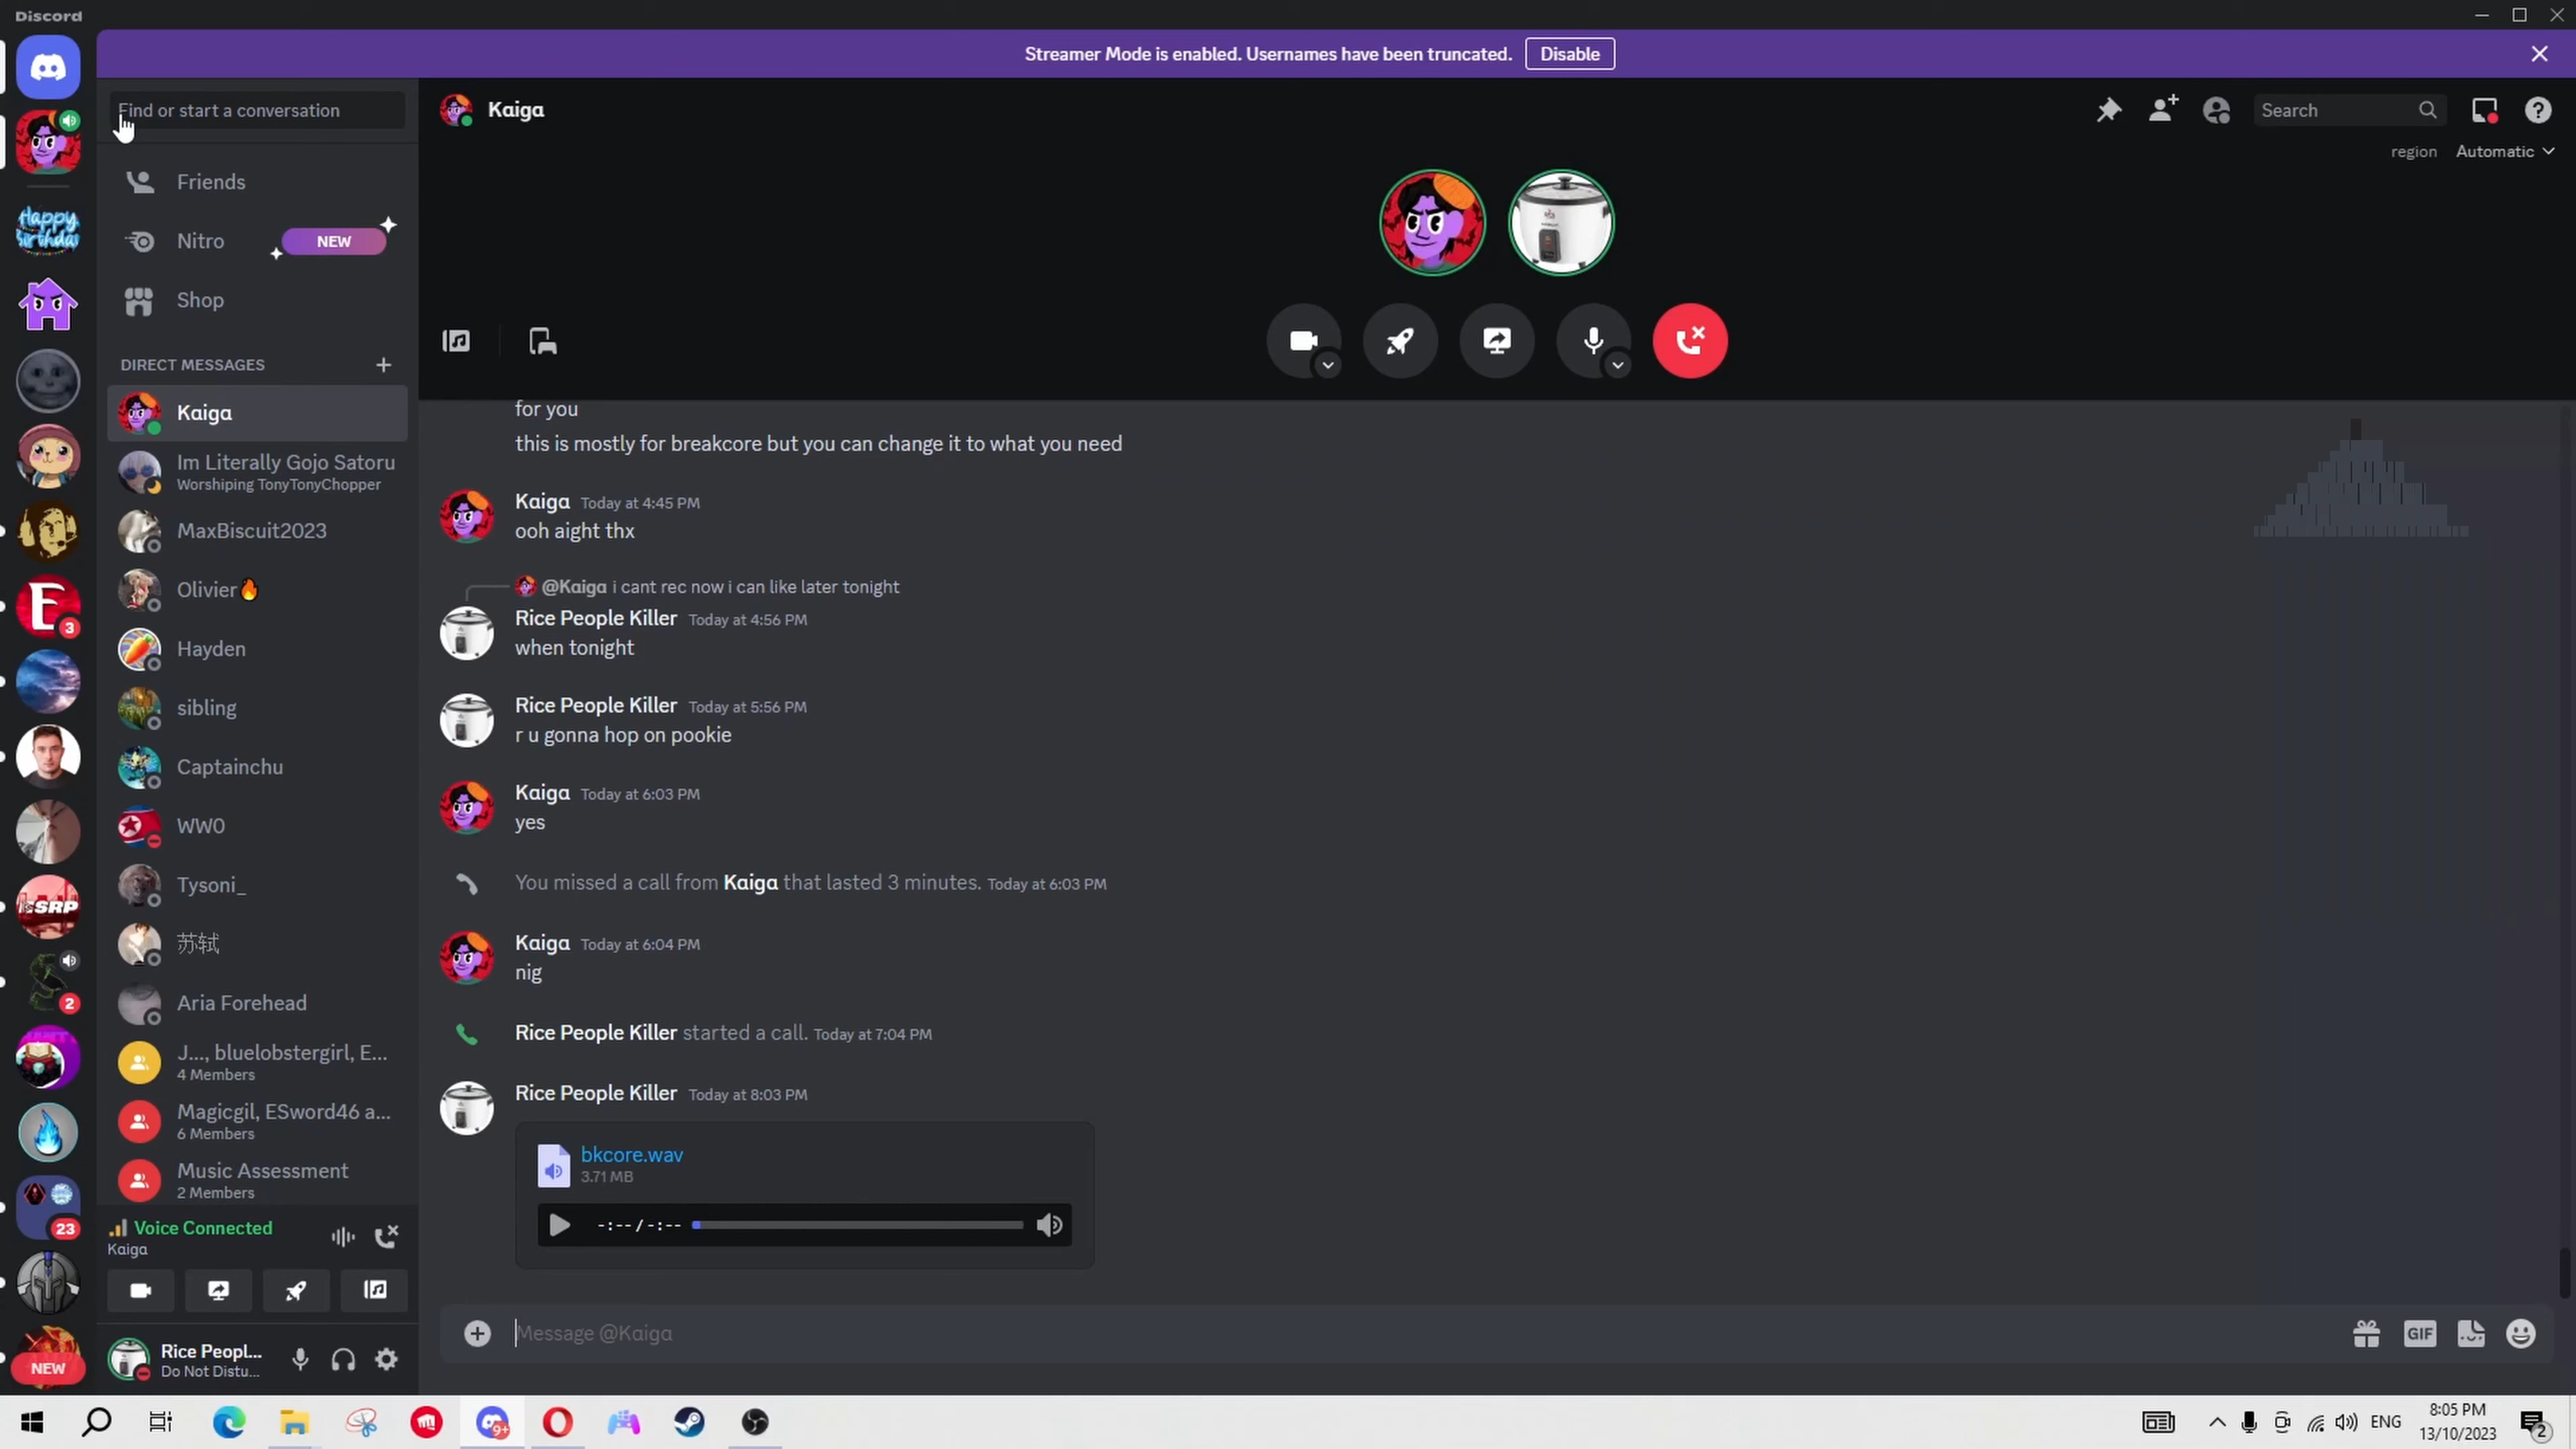 Discord
Streamer Mode is enabled. Usernames have been truncated. Disable
Find or start a conversation
Friends
Nitro NEW
Shop
DIRECT MESSAGES
Kaiga
Im Literally Gojo Satoru
Worshiping TonyTonyChopper
MaxBiscuit2023
Olivier🔥
Hayden
sibling
Captainchu
WW0
Tysoni_
苏轼
Aria Forehead
J..., bluelobstergirl, E...
4 Members
Magicgil, ESword46 a...
6 Members
Music Assessment
2 Members
Voice Connected
Kaiga
Rice Peopl...
Do Not Distu...
Happy
Birthday
E
3
SRP
2
23
NEW
Kaiga
Search
region Automatic
for you
this is mostly for breakcore but you can change it to what you need
Kaiga Today at 4:45 PM
ooh aight thx
@Kaiga i cant rec now i can like later tonight
Rice People Killer Today at 4:56 PM
when tonight
Rice People Killer Today at 5:56 PM
r u gonna hop on pookie
Kaiga Today at 6:03 PM
yes
You missed a call from Kaiga that lasted 3 minutes. Today at 6:03 PM
Kaiga Today at 6:04 PM
nig
Rice People Killer started a call. Today at 7:04 PM
Rice People Killer Today at 8:03 PM
bkcore.wav
3.71 MB
-:-- / -:--
Message @Kaiga
GIF
9+
ENG
8:05 PM
13/10/2023
2